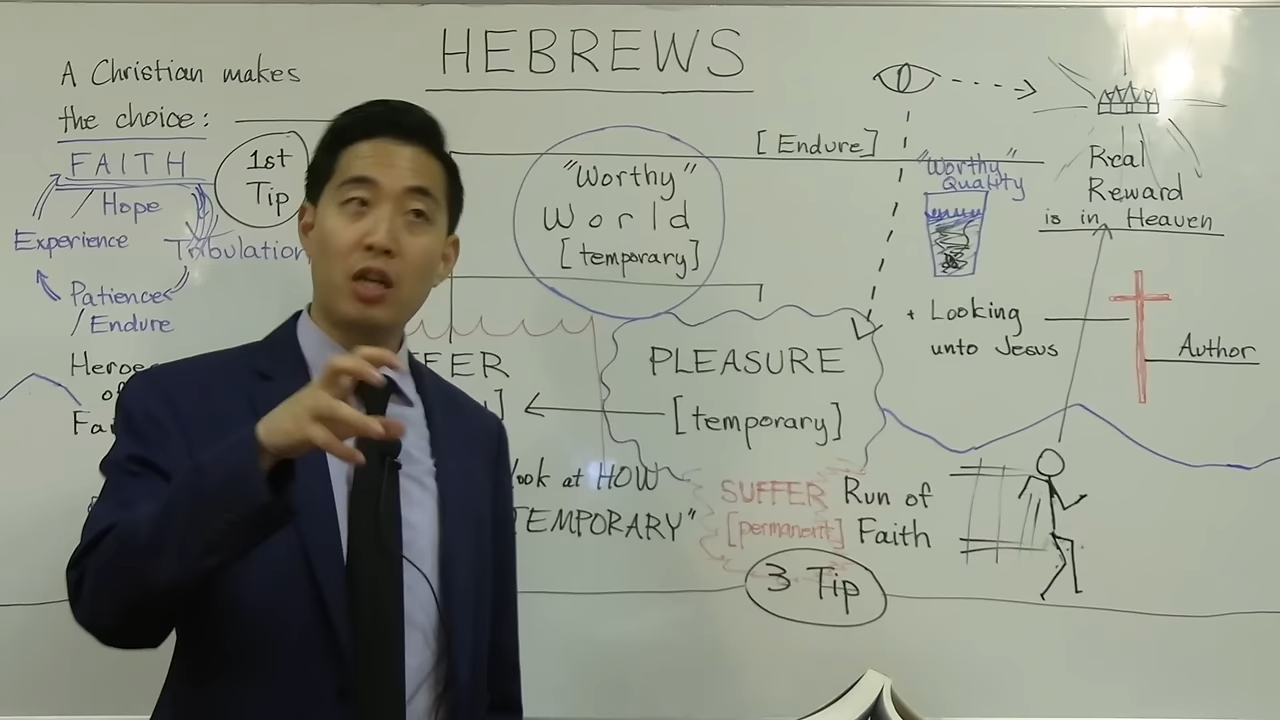 HEBREWS
A Christian makes
the choice:
FAITH
/ Hope
Experience
Tribulation
Patience
/ Endure
1st
Tip
Heroes
of
"Worthy"
World
[temporary]
[Endure]
"Worthy"
Quality
Real
Reward
is in Heaven
+ Looking
unto Jesus
Author
PLEASURE
[temporary]
look at HOW
TEMPORARY"
SUFFER
[permanent]
Run of
Faith
3 Tip